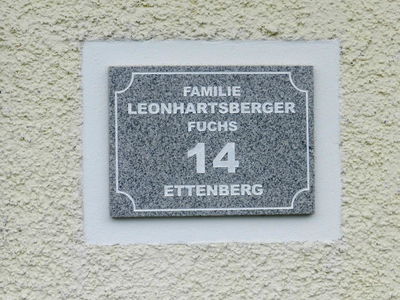 FAMILIE
LEONHARTSBERGER
FUCHS
14
ETTENBERG